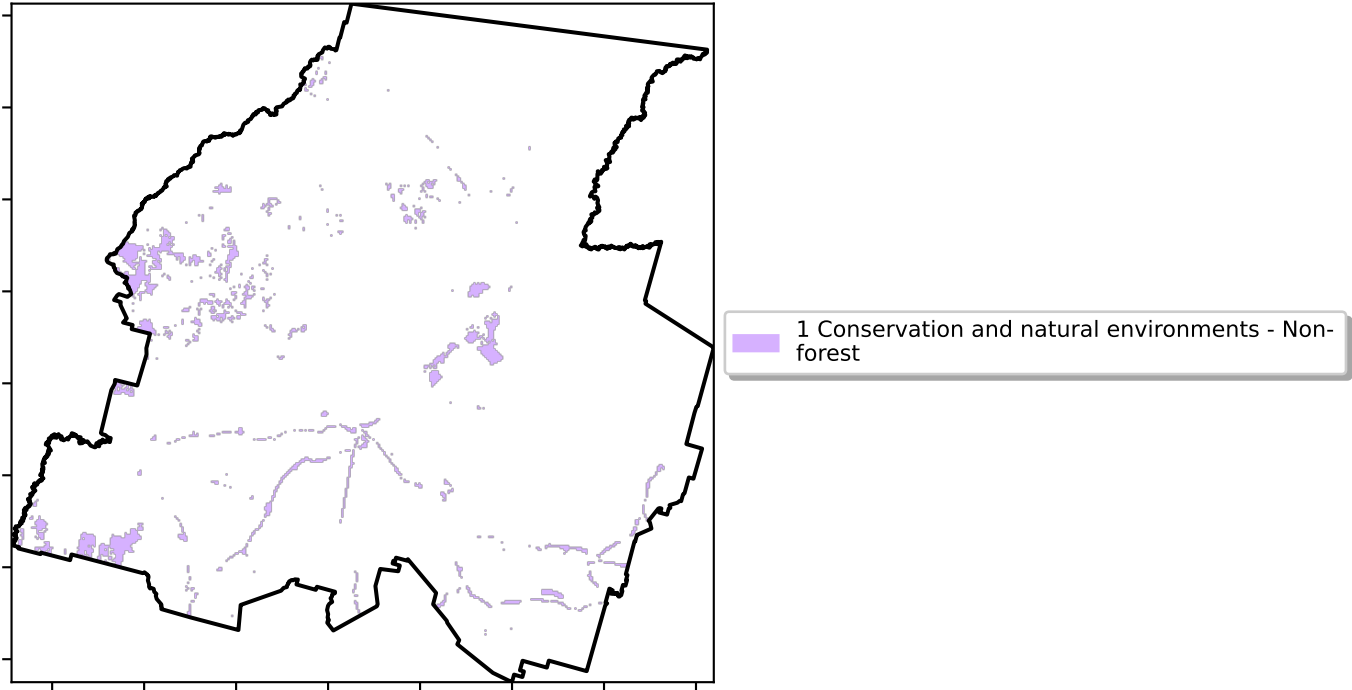 1 Conservation and natural environments - Non-
forest